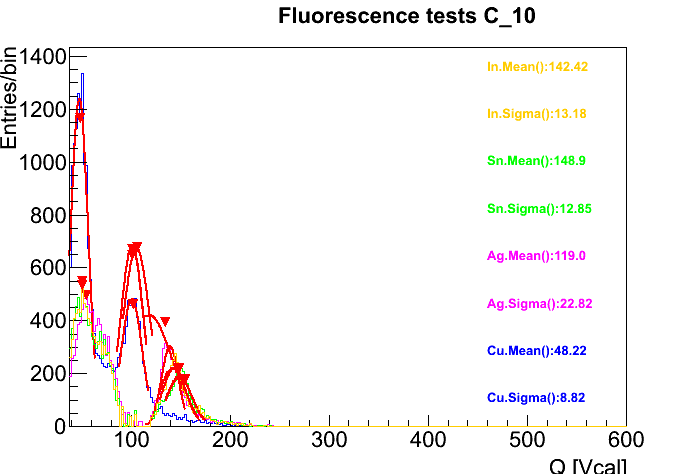 Fluorescence tests C_10
Entries/bin
1400
1200
1000
800
600
400
200
0
In.Mean():142.42
In.Sigma():13.18
Sn.Mean():148.9
Sn.Sigma():12.85
Ag.Mean():119.0
Ag.Sigma():22.82
Cu.Mean():48.22
Cu.Sigma():8.82
100 200 300 400 500 600
Q [Vcal]